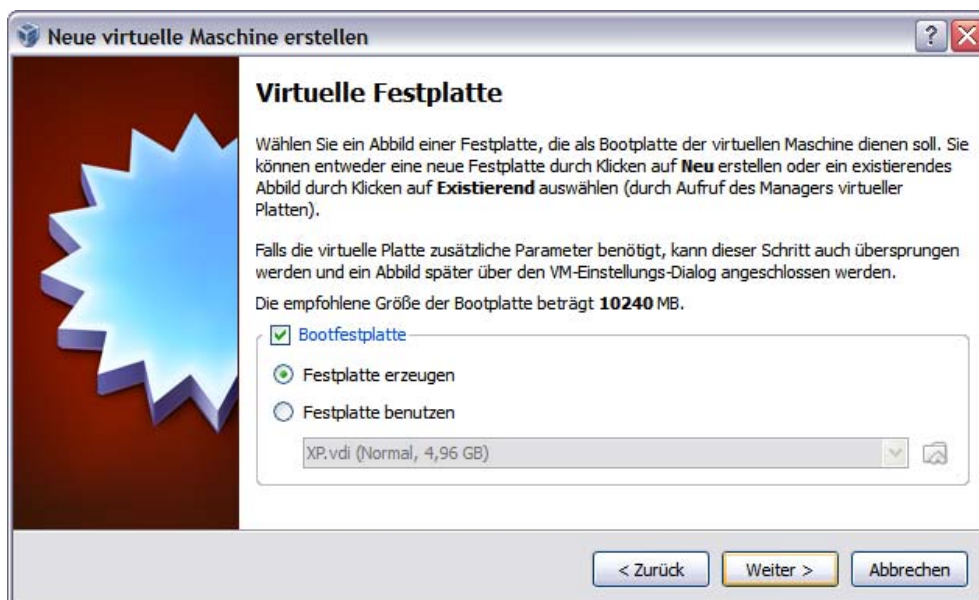 Neue virtuelle Maschine erstellen
Virtuelle Festplatte
Wählen Sie ein Abbild einer Festplatte, die als Bootplatte der virtuellen Maschine dienen soll. Sie
können entweder eine neue Festplatte durch Klicken auf Neu erstellen oder ein existierendes
Abbild durch Klicken auf Existierend auswählen (durch Aufruf des Managers virtueller
Platten).
Falls die virtuelle Platte zusätzliche Parameter benötigt, kann dieser Schritt auch übersprungen
werden und ein Abbild später über den VM-Einstellungs-Dialog angeschlossen werden.
Die empfohlene Größe der Bootplatte beträgt 10240 MB.
Bootfestplatte
Festplatte erzeugen
Festplatte benutzen
XP.vdi (Normal, 4,96 GB)
< Zurück Weiter > Abbrechen